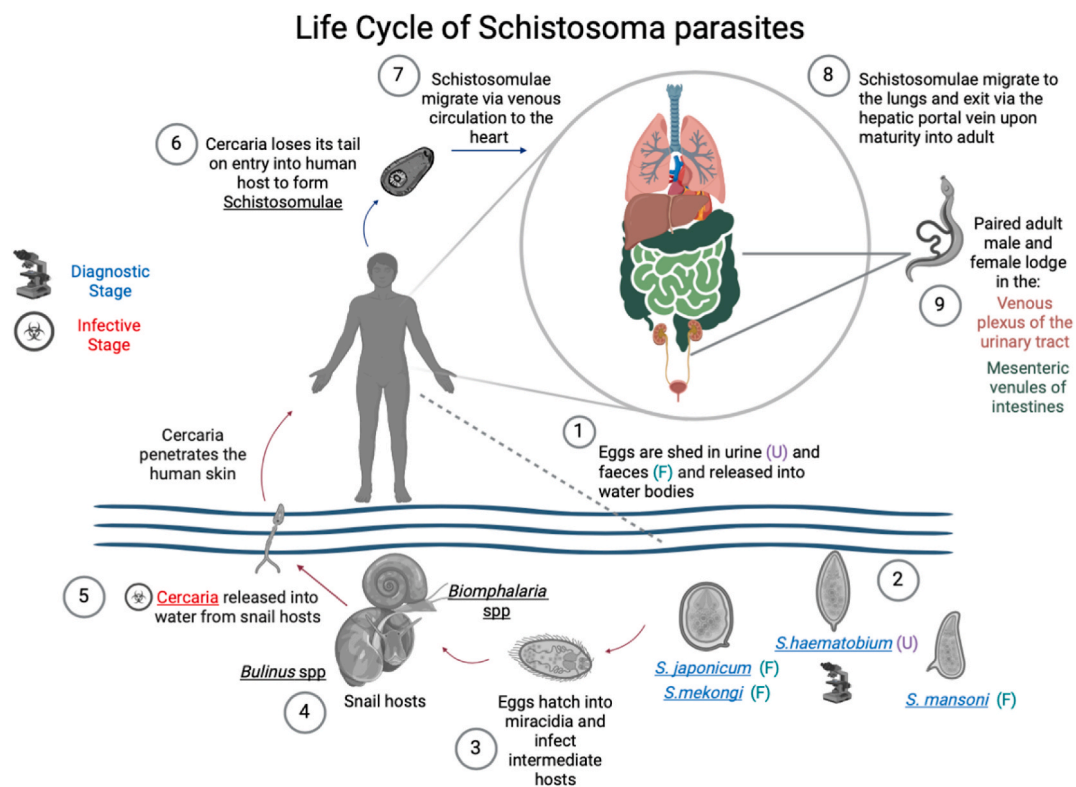 Life Cycle of Schistosoma parasites
7
Schistosomulae
migrate via venous
circulation to the
heart
8
Schistosomulae migrate to
the lungs and exit via the
hepatic portal vein upon
maturity into adult
6
Cercaria loses its tail
on entry into human
host to form
Schistosomulae
Diagnostic
Stage
Infective
Stage
9
Paired adult
male and
female lodge
in the:
Venous
plexus of the
urinary tract
Mesenteric
venules of
intestines
1
Eggs are shed in urine (U) and
faeces (F) and released into
water bodies
Cercaria
penetrates the
human skin
5
Cercaria released into
water from snail hosts
Biomphalaria
spp
Bulinus spp
4
Snail hosts
3
Eggs hatch into
miracidia and
infect
intermediate
hosts
2
S. japonicum (F)
S.mekongi (F)
S.haematobium (U)
S. mansoni (F)